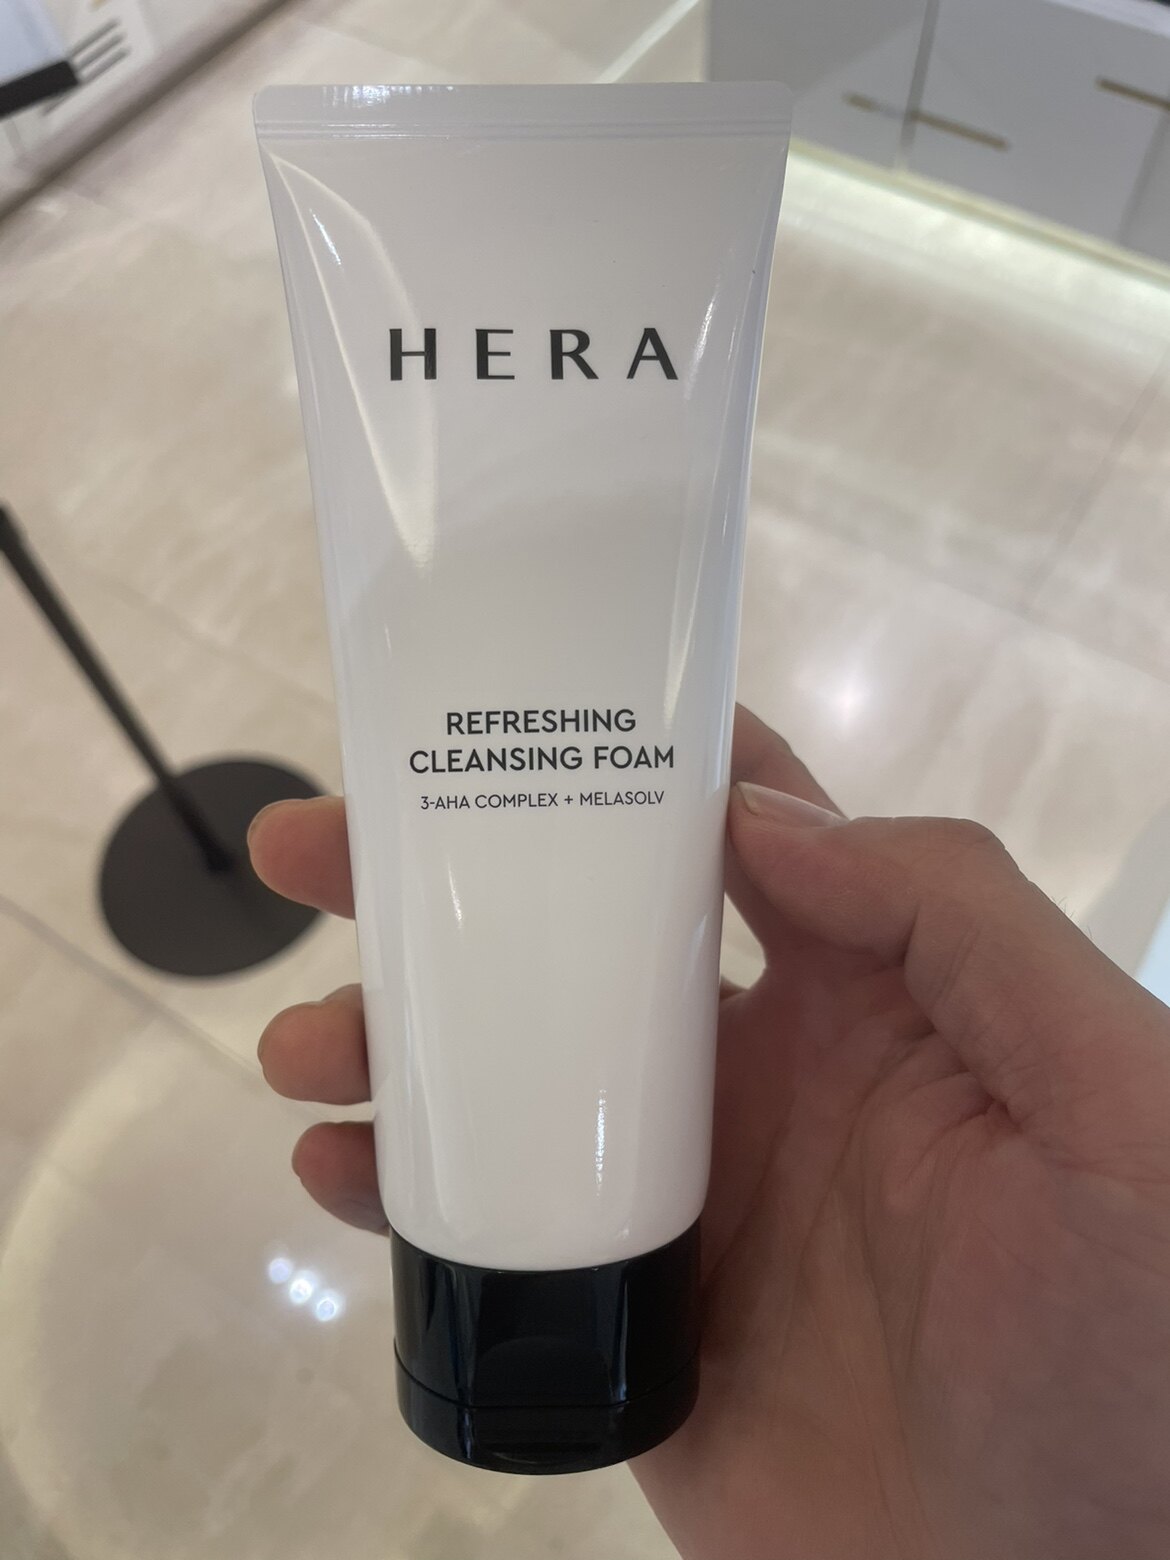 HERA
REFRESHING
CLEANSING FOAM
3-AHA COMPLEX + MELASOLV